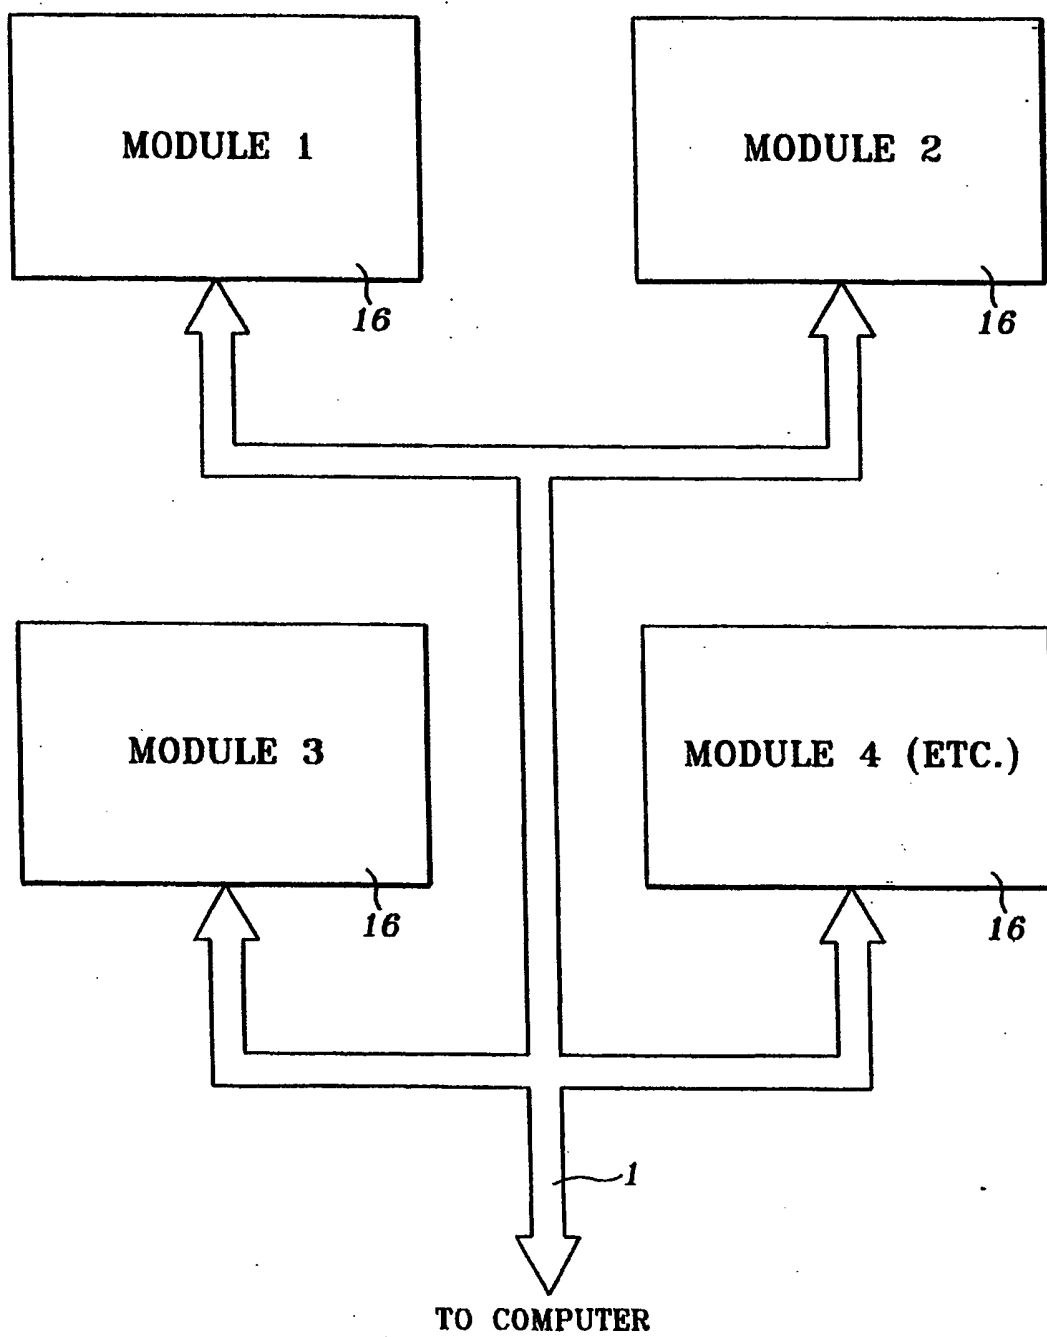 MODULE 1
MODULE 2
16
16
MODULE 3
MODULE 4 (ETC.)
16
16
1
TO COMPUTER